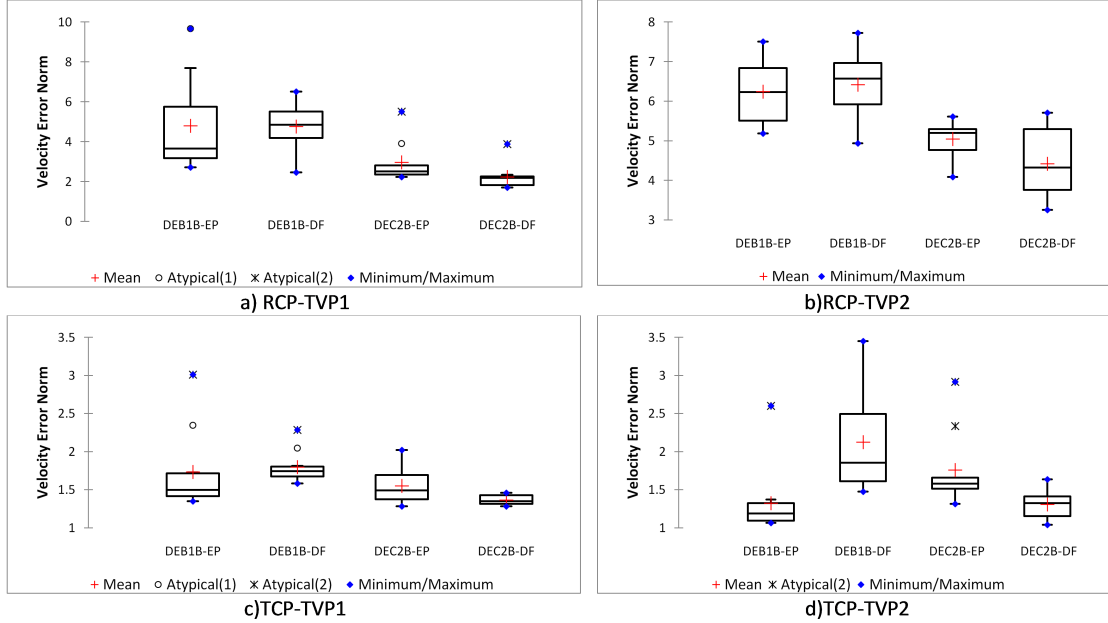 Velocity Error Norm
10
8
6
4
2
0
DEB1B-EP DEB1B-DF DEC2B-EP DEC2B-DF
Mean Atypical(1) Atypical(2) Minimum/Maximum
a) RCP-TVP1
Velocity Error Norm
8
7
6
5
4
3
DEB1B-EP DEB1B-DF DEC2B-EP DEC2B-DF
Mean Minimum/Maximum
b)RCP-TVP2
Velocity Error Norm
3.5
3
2.5
2
1.5
1
DEB1B-EP DEB1B-DF DEC2B-EP DEC2B-DF
Mean Atypical(1) Atypical(2) Minimum/Maximum
c)TCP-TVP1
Velocity Error Norm
3.5
3
2.5
2
1.5
1
DEB1B-EP DEB1B-DF DEC2B-EP DEC2B-DF
Mean Atypical(2) Minimum/Maximum
d)TCP-TVP2